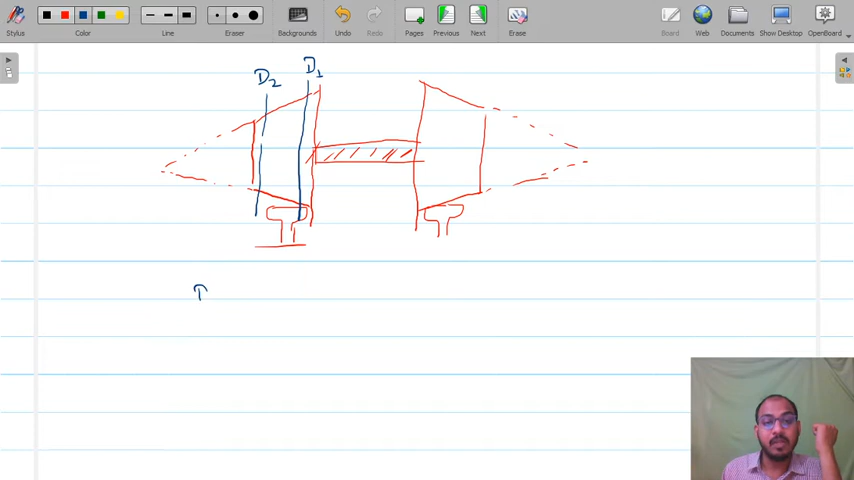 Stylus
Color
Line
Eraser
Backgrounds
Undo
Redo
Pages
Previous
Next
Erase
Board
Web
Documents
Show Desktop
OpenBoard
D2 D1